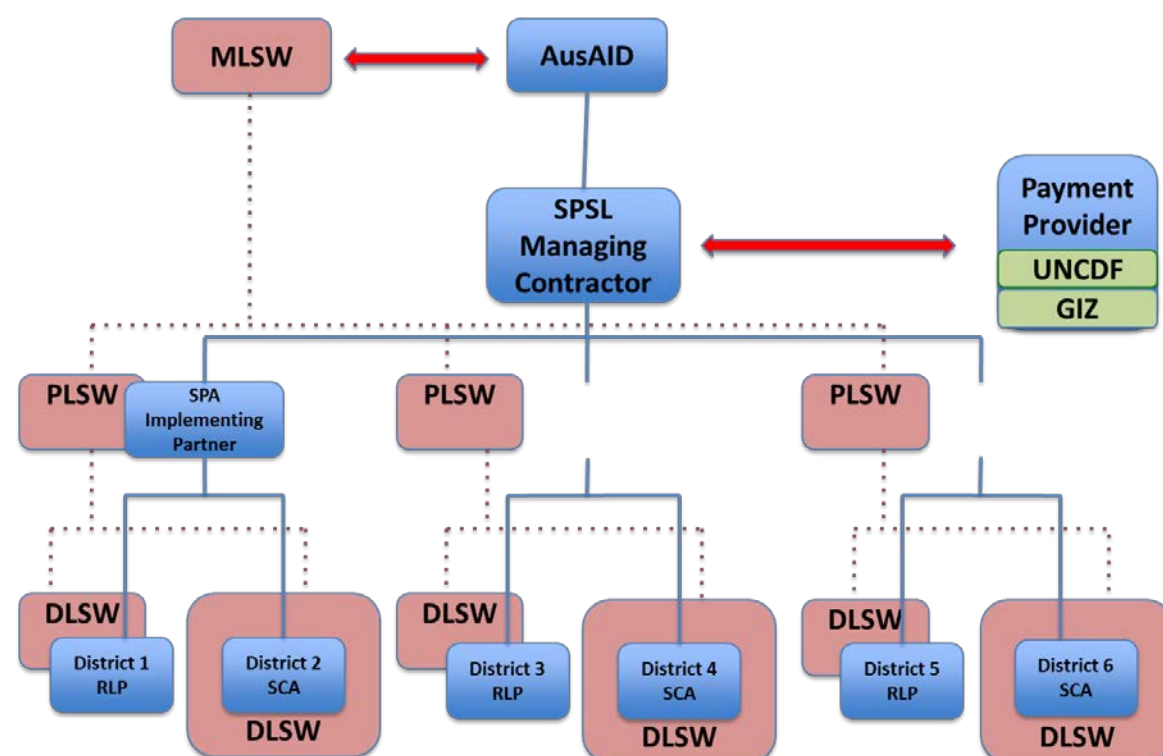 MLSW
AusAID
SPSL
Managing
Contractor
Payment
Provider
UNCDF
GIZ
PLSW
SPA
Implementing
Partner
PLSW
PLSW
DLSW
District 1
RLP
District 2
SCA
DLSW
DLSW
District 3
RLP
District 4
SCA
DLSW
DLSW
District 5
RLP
District 6
SCA
DLSW